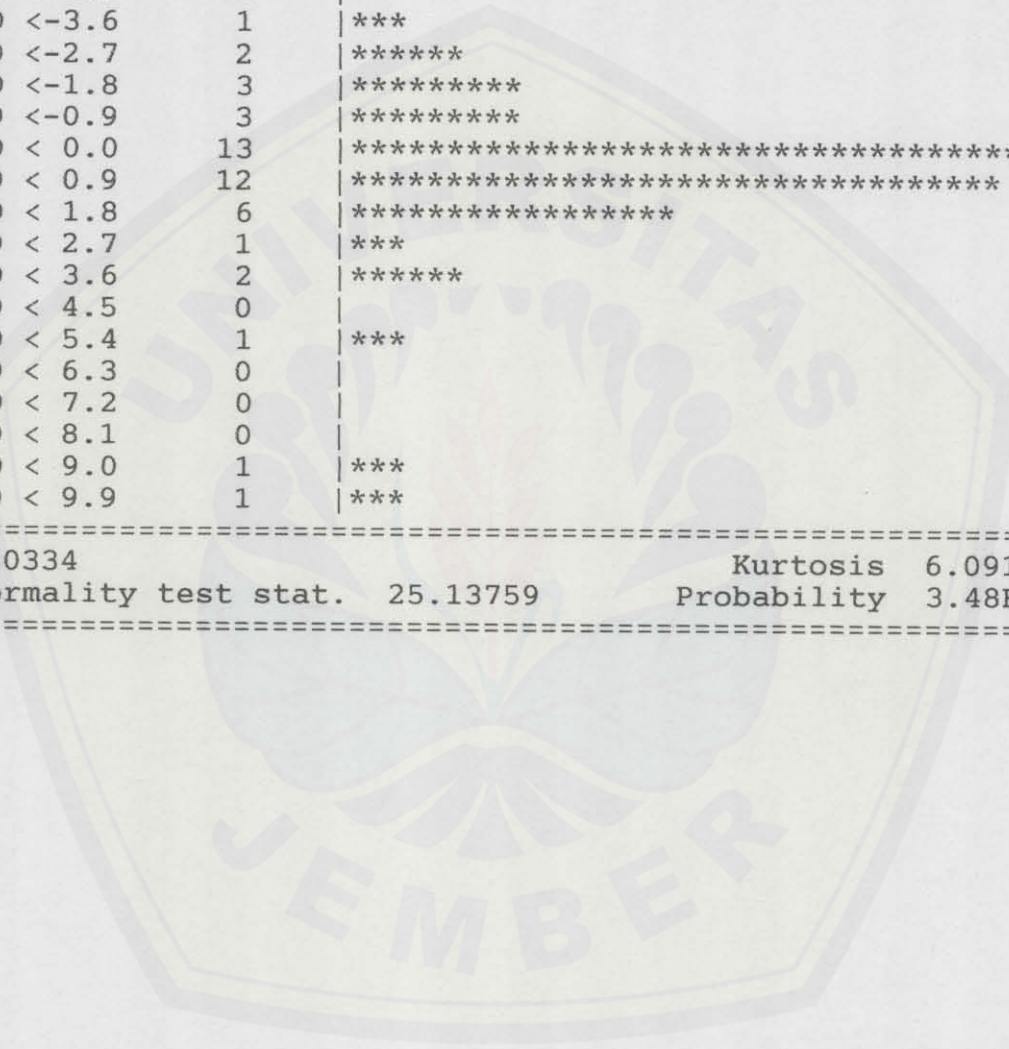 <-3.6 1 |***
<-2.7 2 |******
<-1.8 3 |*********
<-0.9 3 |*********
< 0.0 13 |***********************************
< 0.9 12 |**********************************
< 1.8 6 |*****************
< 2.7 1 |***
< 3.6 2 |******
< 4.5 0 |
< 5.4 1 |***
< 6.3 0 |
< 7.2 0 |
< 8.1 0 |
< 9.0 1 |***
< 9.9 1 |***
==================================================
0334 Kurtosis 6.091
rmality test stat. 25.13759 Probability 3.48
==================================================
UNIVERSITAS
JEMBER